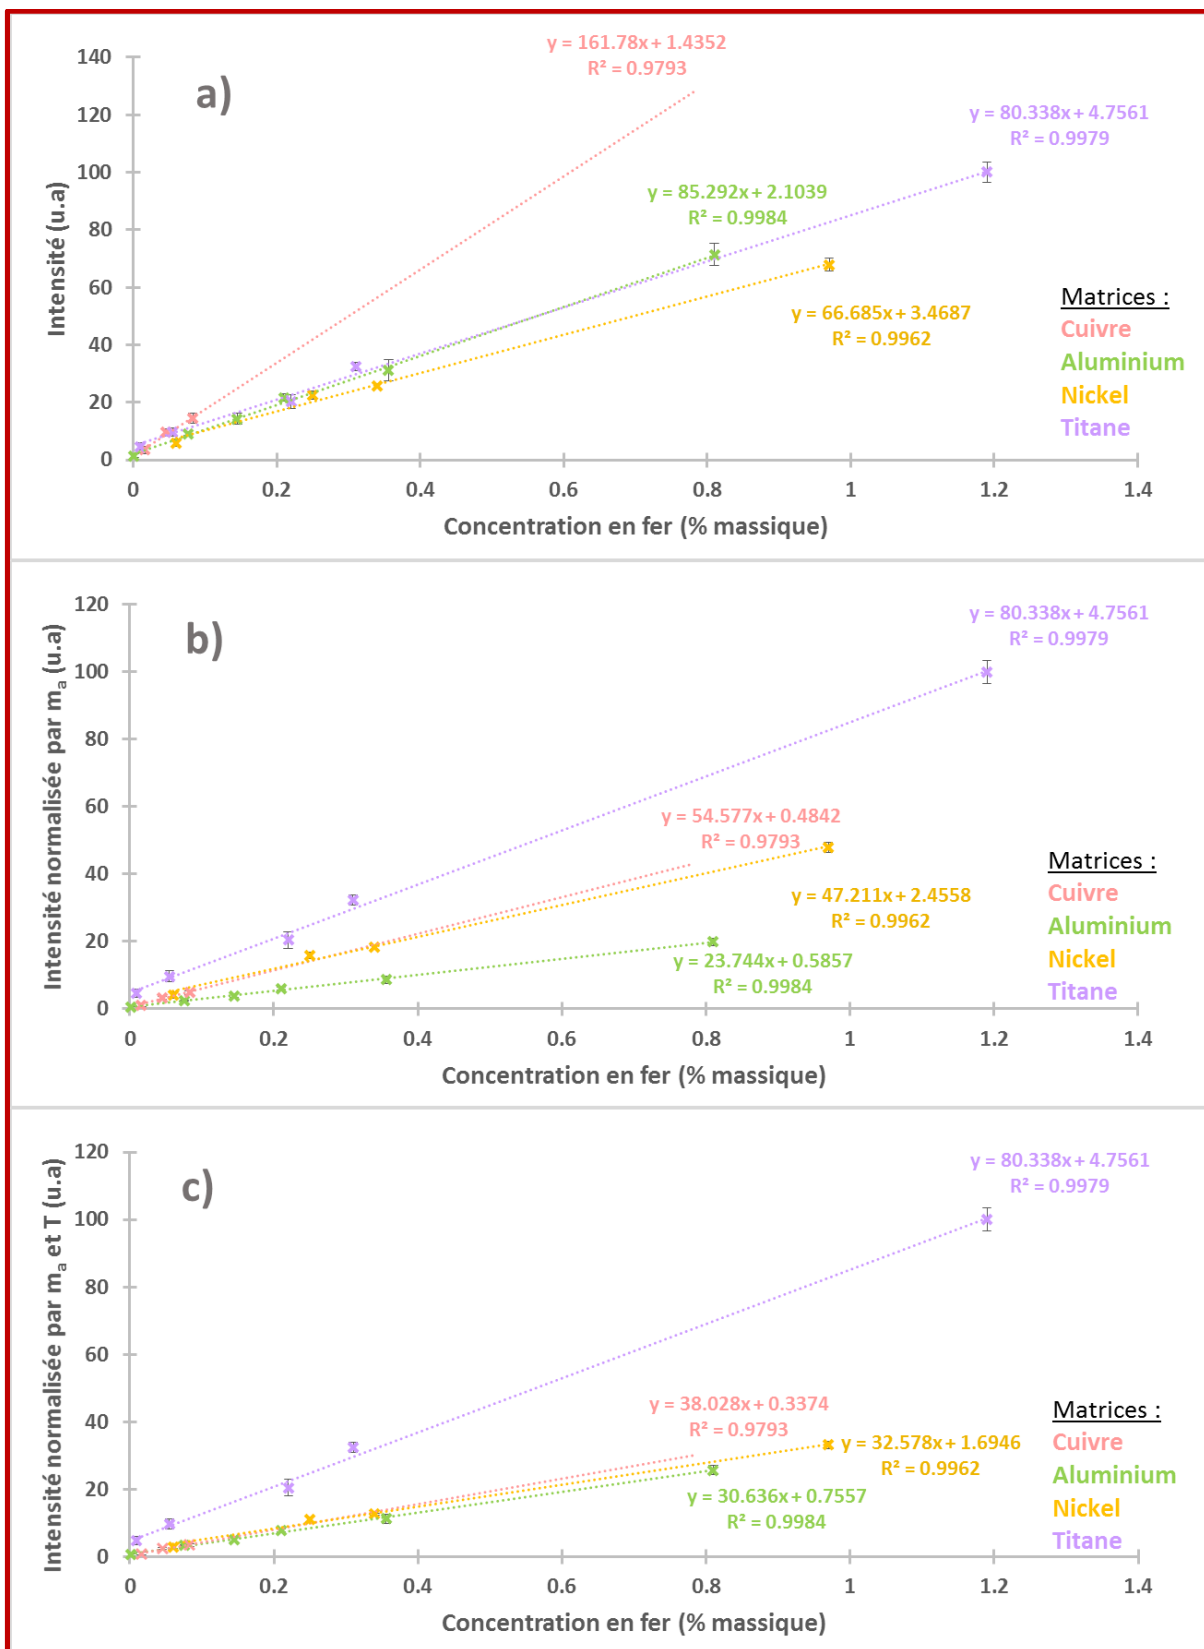 a)
y = 161.78x + 1.4352
R² = 0.9793
y = 80.338x + 4.7561
R² = 0.9979
y = 85.292x + 2.1039
R² = 0.9984
y = 66.685x + 3.4687
R² = 0.9962
Intensité (u.a)
140
120
100
80
60
40
20
0
0 0.2 0.4 0.6 0.8 1 1.2 1.4
Concentration en fer (% massique)
Matrices :
Cuivre
Aluminium
Nickel
Titane
b)
y = 80.338x + 4.7561
R² = 0.9979
y = 54.577x + 0.4842
R² = 0.9793
y = 47.211x + 2.4558
R² = 0.9962
y = 23.744x + 0.5857
R² = 0.9984
Intensité normalisée par mₐ (u.a)
120
100
80
60
40
20
0
0 0.2 0.4 0.6 0.8 1 1.2 1.4
Concentration en fer (% massique)
Matrices :
Cuivre
Aluminium
Nickel
Titane
c)
y = 80.338x + 4.7561
R² = 0.9979
y = 38.028x + 0.3374
R² = 0.9793
y = 32.578x + 1.6946
R² = 0.9962
y = 30.636x + 0.7557
R² = 0.9984
Intensité normalisée par mₐ et T (u.a)
120
100
80
60
40
20
0
0 0.2 0.4 0.6 0.8 1 1.2 1.4
Concentration en fer (% massique)
Matrices :
Cuivre
Aluminium
Nickel
Titane